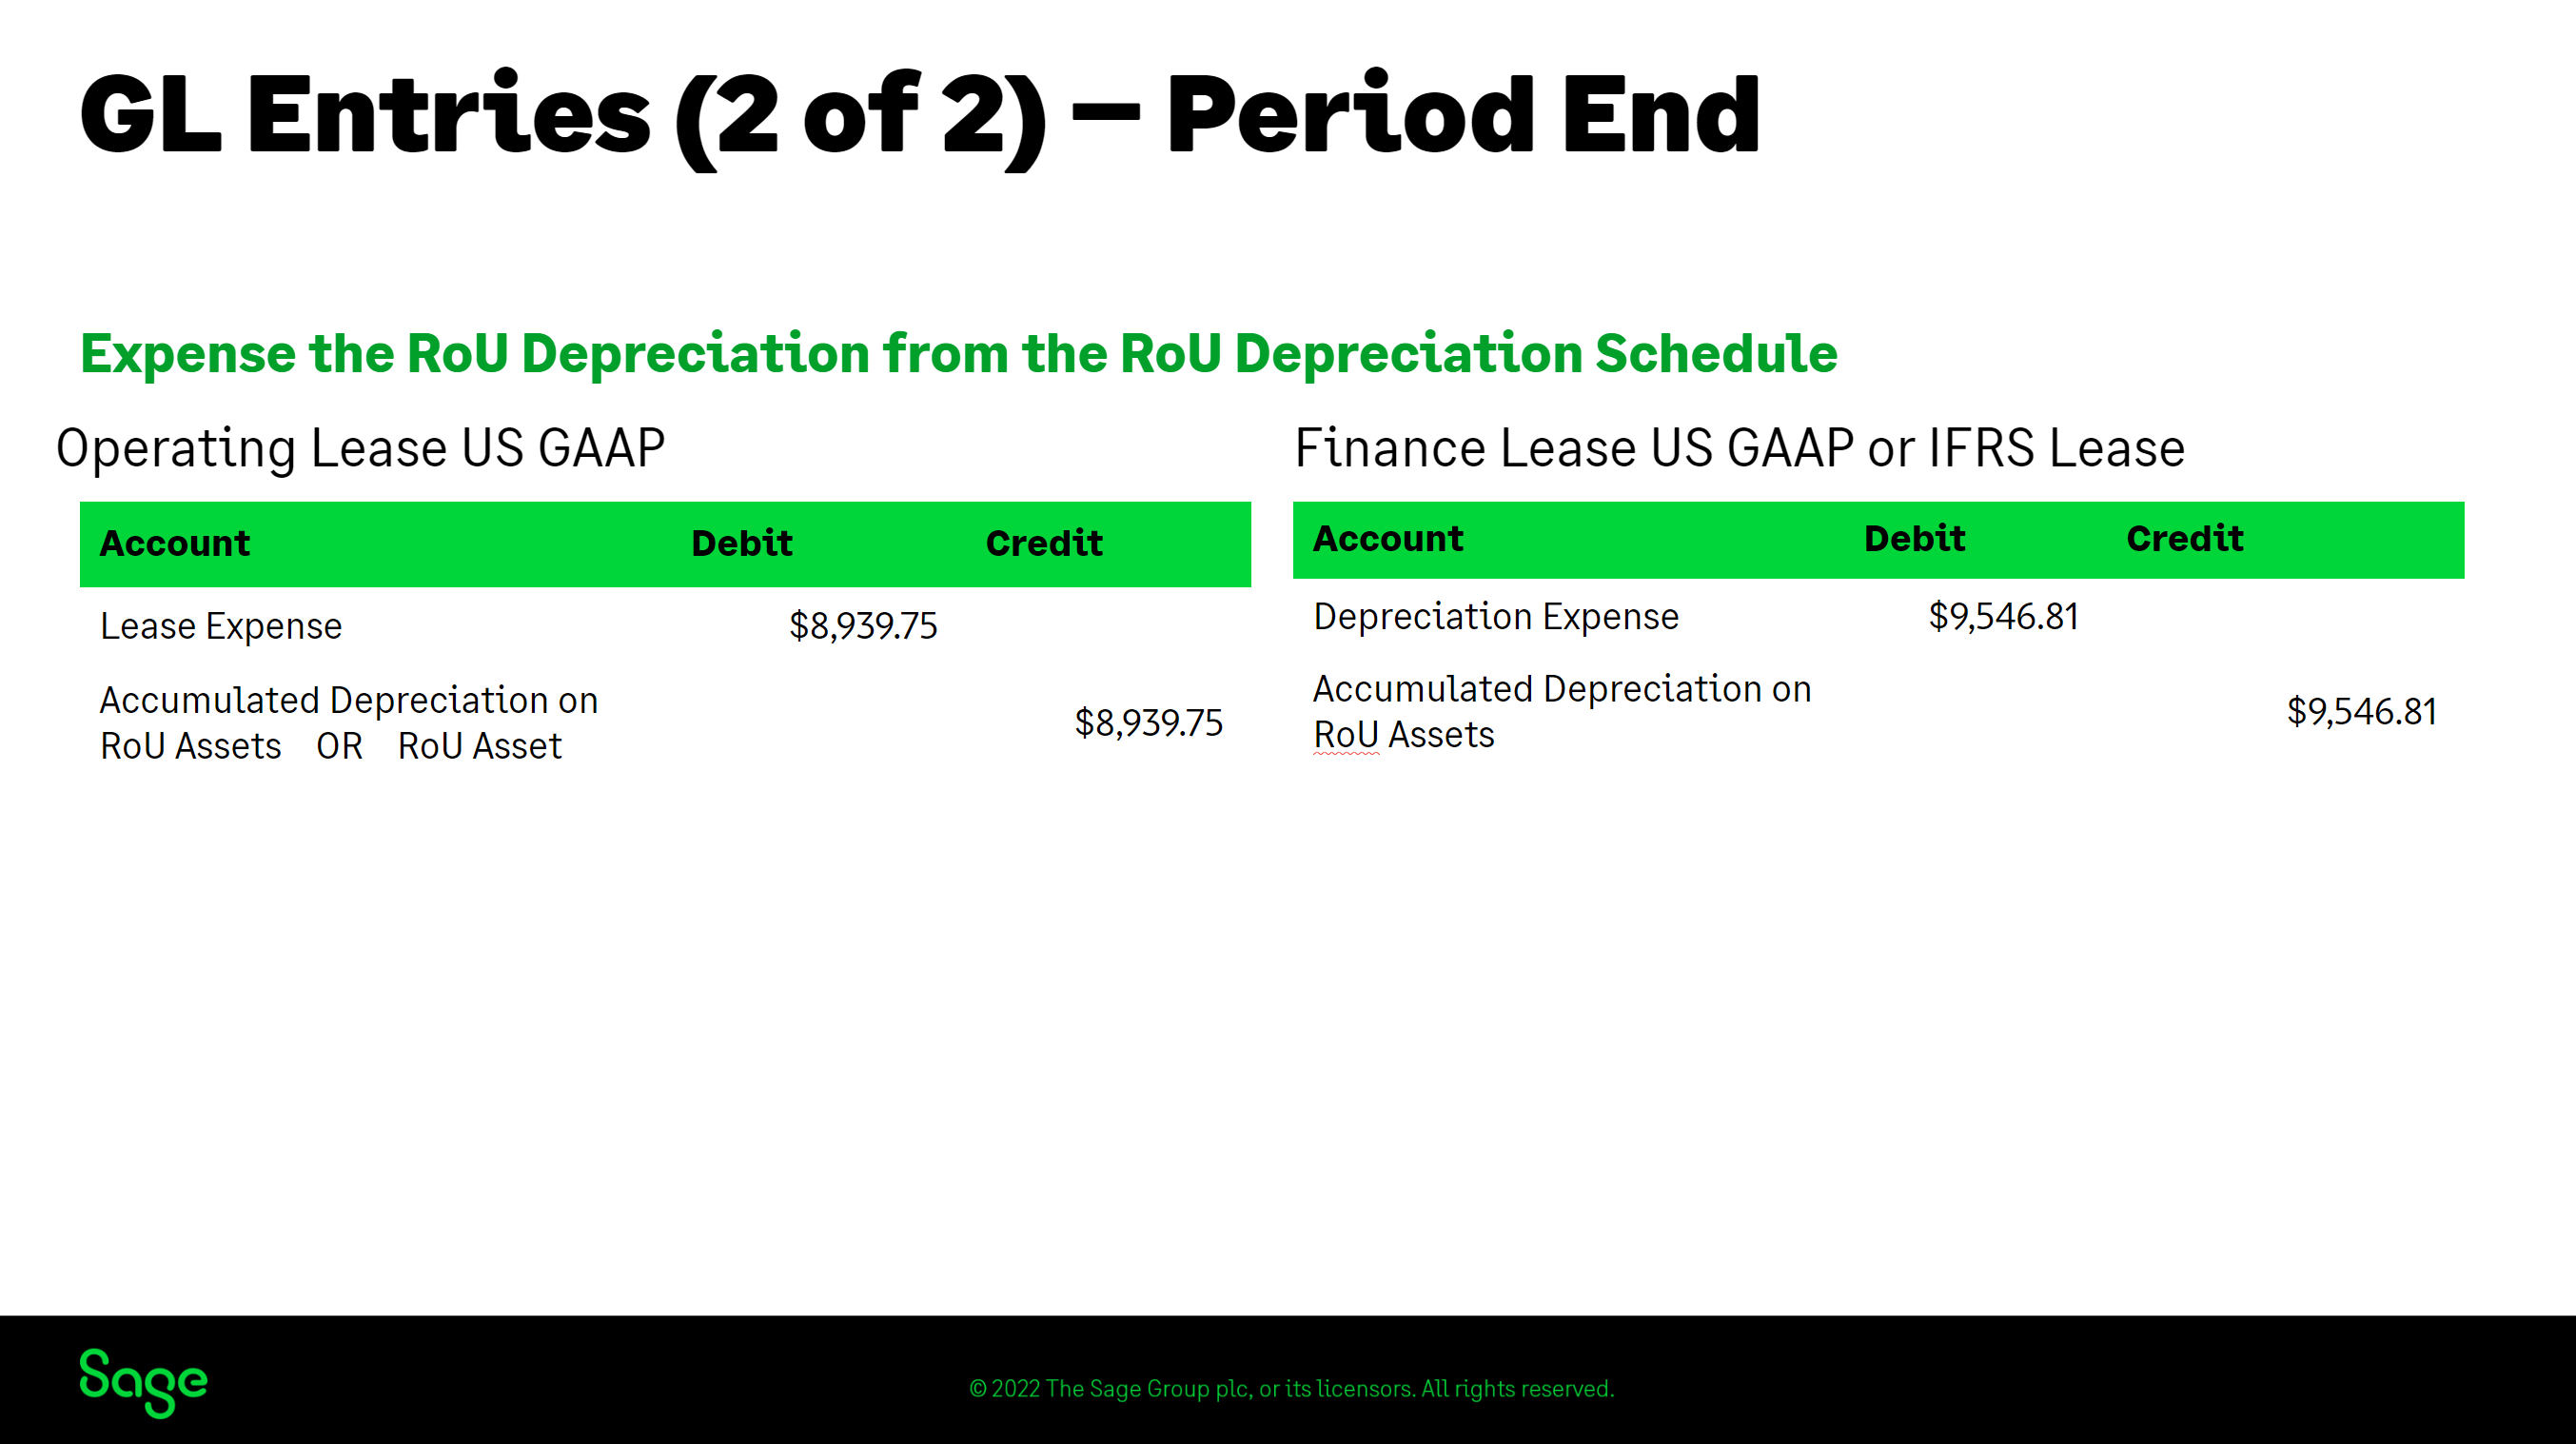 GL Entries (2 of 2) – Period End
Expense the RoU Depreciation from the RoU Depreciation Schedule
Operating Lease US GAAP
Account Debit Credit
Lease Expense $8,939.75
Accumulated Depreciation on
RoU Assets OR RoU Asset $8,939.75
Finance Lease US GAAP or IFRS Lease
Account Debit Credit
Depreciation Expense $9,546.81
Accumulated Depreciation on
RoU Assets $9,546.81
Sage
© 2022 The Sage Group plc, or its licensors. All rights reserved.